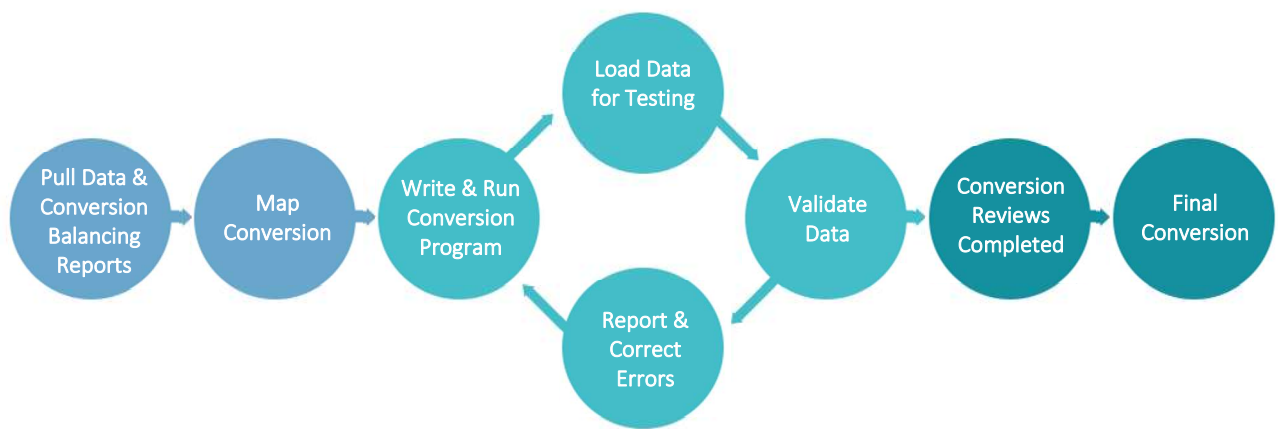 Pull Data &
Conversion
Balancing
Reports
Map
Conversion
Write & Run
Conversion
Program
Load Data
for Testing
Validate
Data
Report &
Correct
Errors
Conversion
Reviews
Completed
Final
Conversion